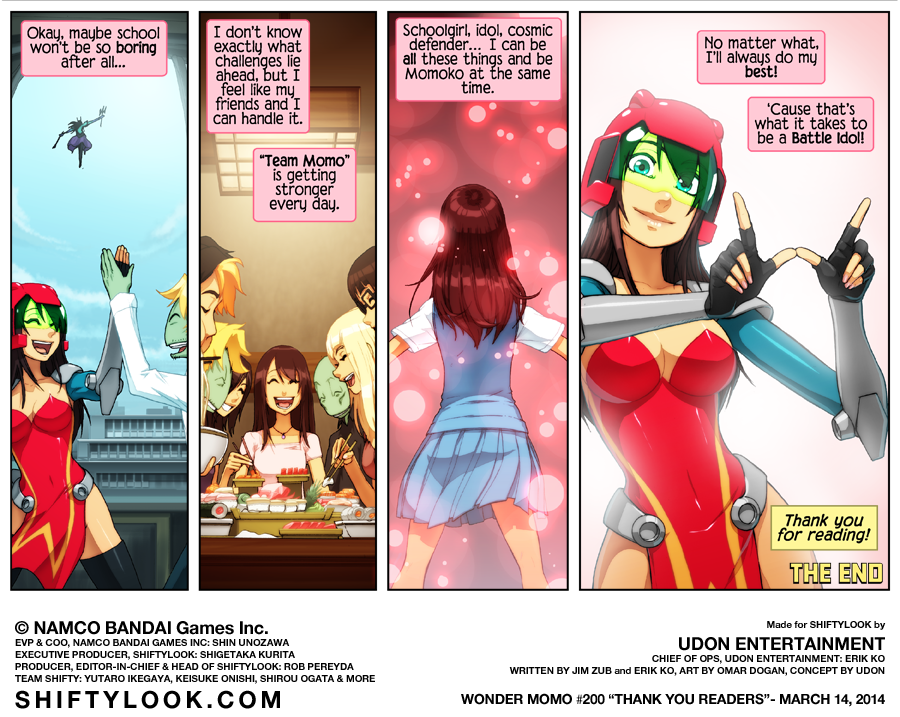 Okay, maybe school
won't be so boring
after all...
I don't know
exactly what
challenges lie
ahead, but I
feel like my
friends and I
can handle it.
"Team Momo"
is getting
stronger
every day.
Schoolgirl, idol, cosmic
defender... I can be
all these things and be
Momoko at the same
time.
No matter what,
I'll always do my
best!
'Cause that's
what it takes to
be a Battle Idol!
Thank you
for reading!
THE END
© NAMCO BANDAI Games Inc.
EVP & COO, NAMCO BANDAI GAMES INC: SHIN UNOZAWA
EXECUTIVE PRODUCER, SHIFTYLOOK: SHIGETAKA KURITA
PRODUCER, EDITOR-IN-CHIEF & HEAD OF SHIFTYLOOK: ROB PEREYDA
TEAM SHIFTY: YUTARO IKEGAYA, KEISUKE ONISHI, SHIROU OGATA & MORE
SHIFTYLOOK.COM
Made for SHIFTYLOOK by
UDON ENTERTAINMENT
CHIEF OF OPS, UDON ENTERTAINMENT: ERIK KO
WRITTEN BY JIM ZUB and ERIK KO, ART BY OMAR DOGAN, CONCEPT BY UDON
WONDER MOMO #200 "THANK YOU READERS"- MARCH 14, 2014